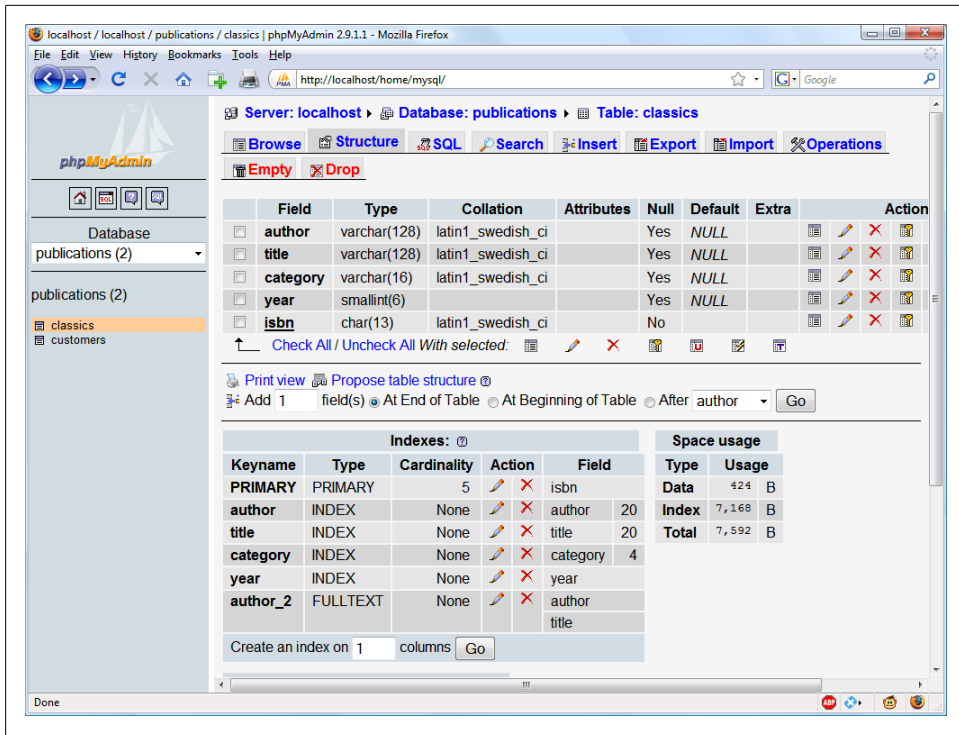 localhost / localhost / publications / classics | phpMyAdmin 2.9.1.1 - Mozilla Firefox
File Edit View History Bookmarks Tools Help
PMA http://localhost/home/mysql/ G Google
phpMyAdmin
SQL
Database
publications (2)
publications (2)
classics
customers
Server: localhost Database: publications Table: classics
Browse Structure SQL Search Insert Export Import Operations
Empty Drop
Field Type Collation Attributes Null Default Extra Action
author varchar(128) latin1_swedish_ci Yes NULL
title varchar(128) latin1_swedish_ci Yes NULL
category varchar(16) latin1_swedish_ci Yes NULL
year smallint(6) Yes NULL
isbn char(13) latin1_swedish_ci No
Check All / Uncheck All With selected: U T
Print view Propose table structure ?
Add 1 field(s) At End of Table At Beginning of Table After author Go
Indexes: ?
Keyname Type Cardinality Action Field
PRIMARY PRIMARY 5 isbn
author INDEX None author 20
title INDEX None title 20
category INDEX None category 4
year INDEX None year
author_2 FULLTEXT None author
title
Create an index on 1 columns Go
Space usage
Type Usage
Data 424 B
Index 7,168 B
Total 7,592 B
Done ABP